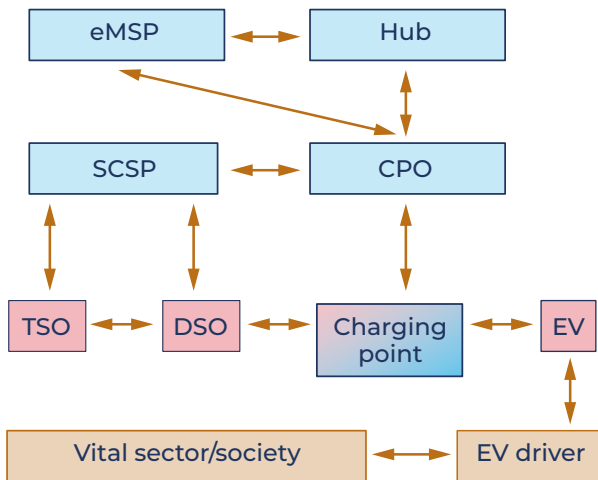 eMSP
Hub
SCSP
CPO
TSO
DSO
Charging
point
EV
Vital sector/society
EV driver